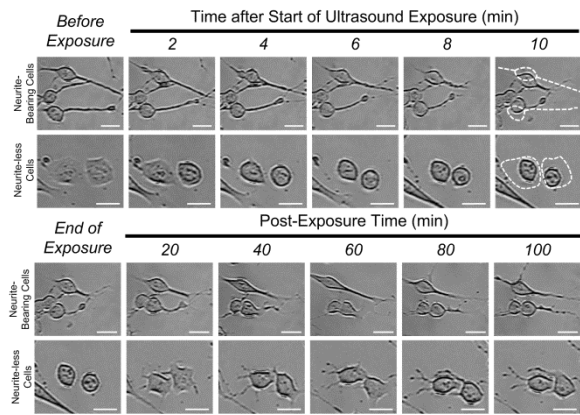 Before
Exposure
Time after Start of Ultrasound Exposure (min)
2 4 6 8 10
Neurite-
Bearing Cells
Neurite-less
Cells
End of
Exposure
Post-Exposure Time (min)
20 40 60 80 100
Neurite-
Bearing Cells
Neurite-less
Cells